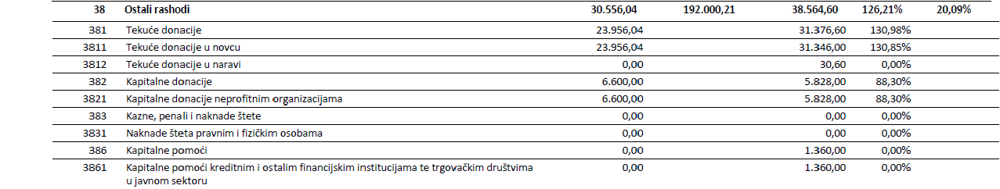 38 Ostali rashodi 30.556,04 192.000,21 38.564,60 126,21% 20,09%
381 Tekuće donacije 23.956,04 31.376,60 130,98%
3811 Tekuće donacije u novcu 23.956,04 31.346,00 130,85%
3812 Tekuće donacije u naravi 0,00 30,60 0,00%
382 Kapitalne donacije 6.600,00 5.828,00 88,30%
3821 Kapitalne donacije neprofitnim organizacijama 6.600,00 5.828,00 88,30%
383 Kazne, penali i naknade štete 0,00 0,00 0,00%
3831 Naknade šteta pravnim i fizičkim osobama 0,00 0,00 0,00%
386 Kapitalne pomoći 0,00 1.360,00 0,00%
3861 Kapitalne pomoći kreditnim i ostalim financijskim institucijama te trgovačkim društvima 0,00 1.360,00 0,00%
u javnom sektoru